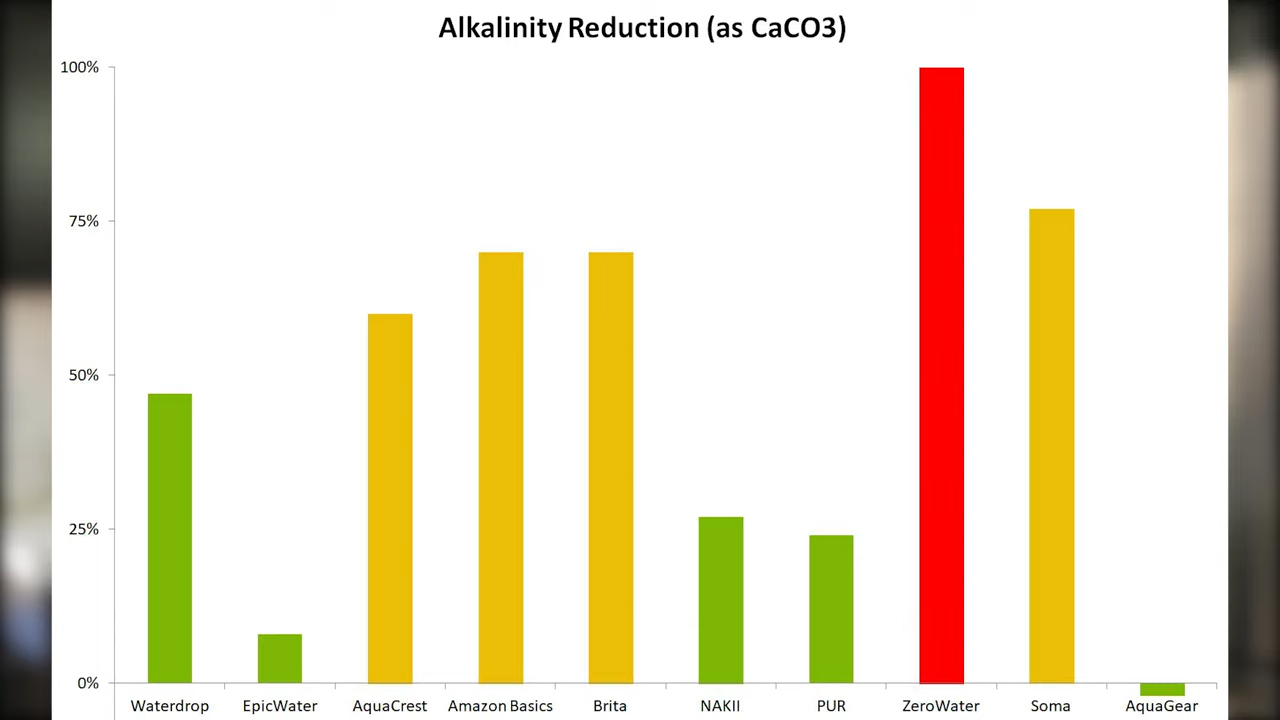 Alkalinity Reduction (as CaCO3)
100%
75%
50%
25%
0%
Waterdrop EpicWater AquaCrest Amazon Basics Brita NAKII PUR ZeroWater Soma AquaGear